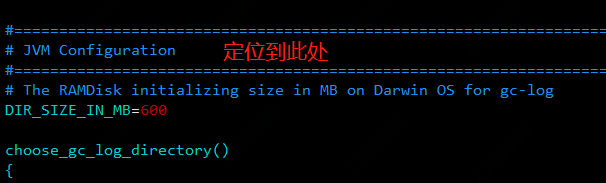 #===========================================================================
# JVM Configuration 定位到此处
#===========================================================================
# The RAMDisk initializing size in MB on Darwin OS for gc-log
DIR_SIZE_IN_MB=600
choose_gc_log_directory()
{